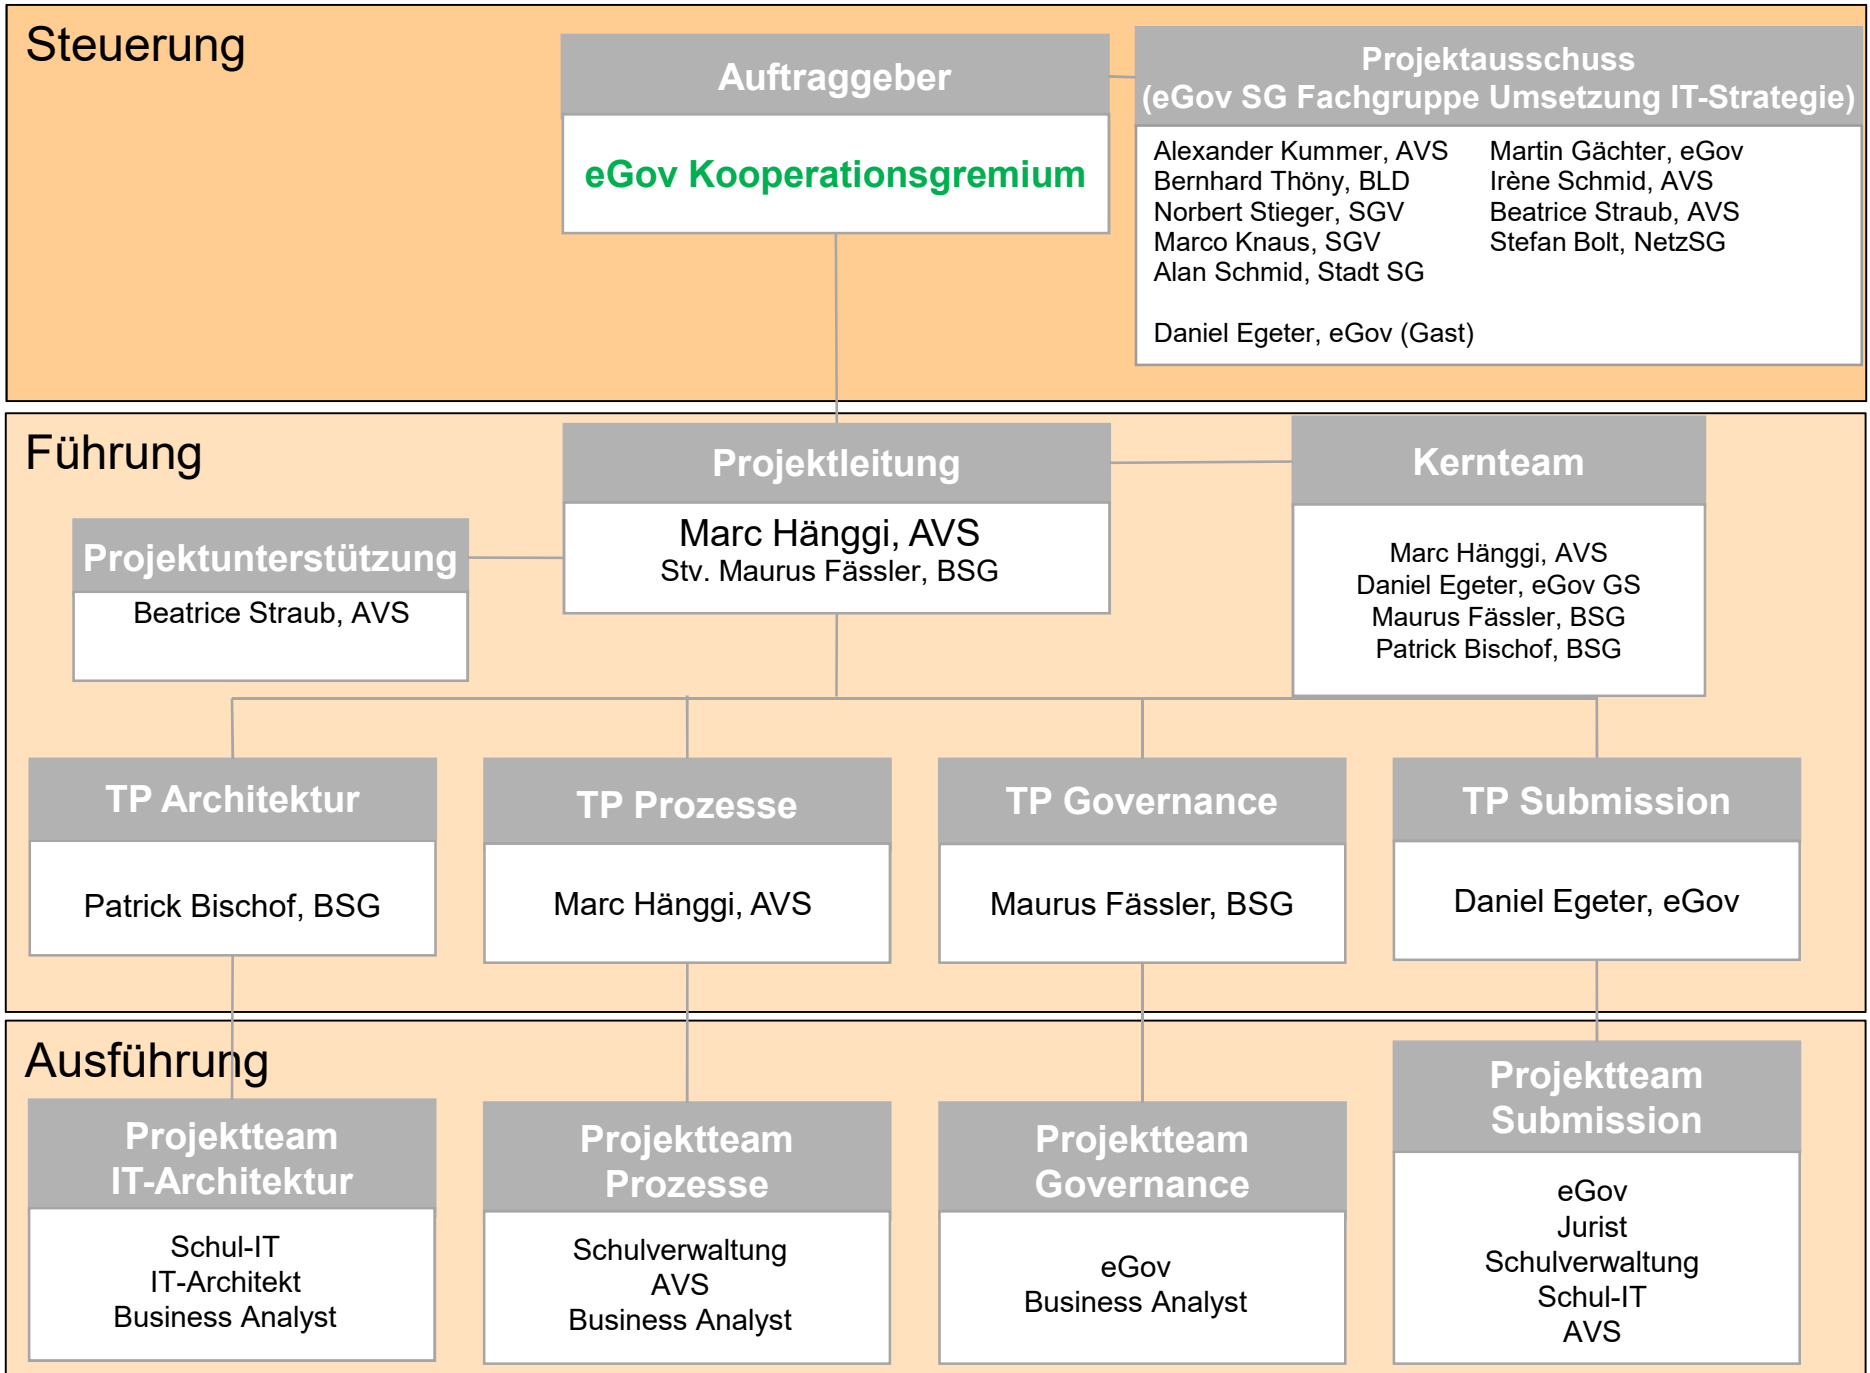 Steuerung
Auftraggeber
eGov Kooperationsgremium
Projektausschuss
(eGov SG Fachgruppe Umsetzung IT-Strategie)
Alexander Kummer, AVS
Bernhard Thöny, BLD
Norbert Stieger, SGV
Marco Knaus, SGV
Alan Schmid, Stadt SG
Daniel Egeter, eGov (Gast)
Martin Gächter, eGov
Irène Schmid, AVS
Beatrice Straub, AVS
Stefan Bolt, NetzSG
Führung
Projektleitung
Marc Hänggi, AVS
Stv. Maurus Fässler, BSG
Kernteam
Marc Hänggi, AVS
Daniel Egeter, eGov GS
Maurus Fässler, BSG
Patrick Bischof, BSG
Projektunterstützung
Beatrice Straub, AVS
TP Architektur
Patrick Bischof, BSG
TP Prozesse
Marc Hänggi, AVS
TP Governance
Maurus Fässler, BSG
TP Submission
Daniel Egeter, eGov
Ausführung
Projektteam
IT-Architektur
Schul-IT
IT-Architekt
Business Analyst
Projektteam
Prozesse
Schulverwaltung
AVS
Business Analyst
Projektteam
Governance
eGov
Business Analyst
Projektteam
Submission
eGov
Jurist
Schulverwaltung
Schul-IT
AVS